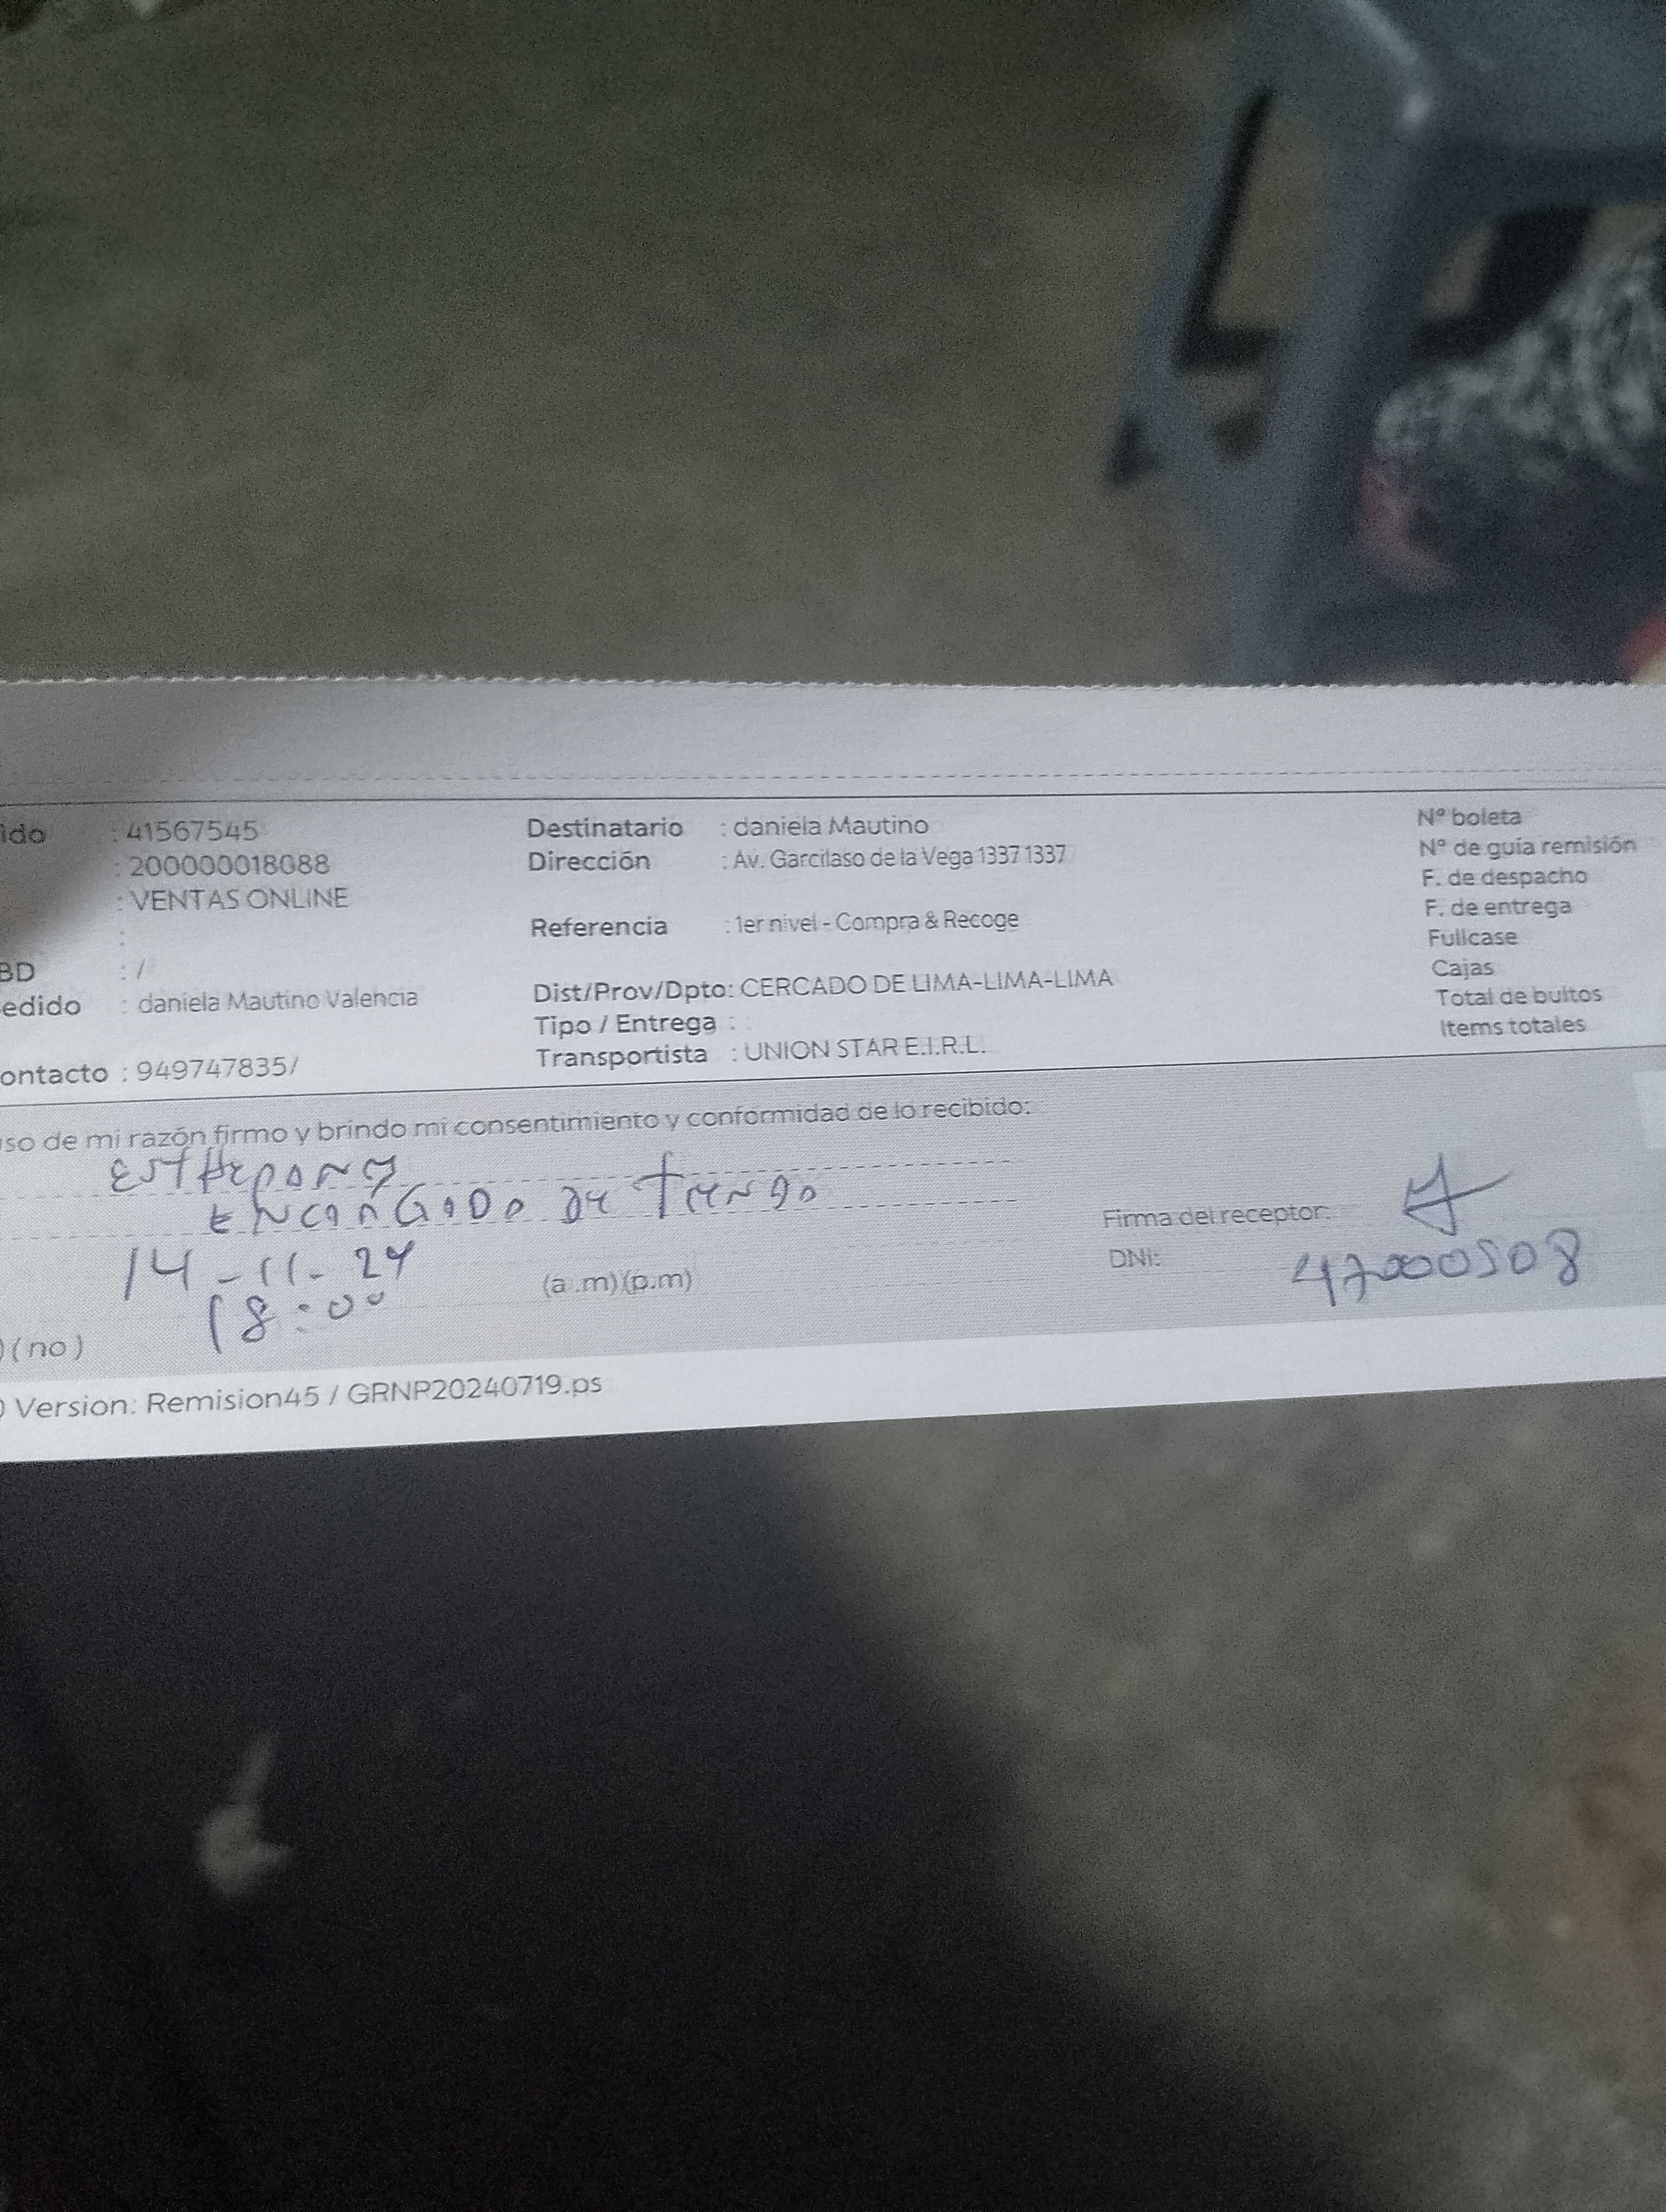 ido : 41567545
: 200000018088
: VENTAS ONLINE
:
BD : /
edido : daniela Mautino Valencia
ontacto : 949747835/
Destinatario : daniela Mautino
Dirección : Av. Garcilaso de la Vega 1337 1337
Referencia : 1er nivel - Compra & Recoge
Dist/Prov/Dpto: CERCADO DE LIMA-LIMA-LIMA
Tipo / Entrega :
Transportista : UNION STAR E.I.R.L.
Nº boleta
Nº de guía remisión
F. de despacho
F. de entrega
Fullcase
Cajas
Total de bultos
Items totales
uso de mi razón firmo y brindo mi consentimiento y conformidad de lo recibido:
ENCARGADO DE TIENDA
14-11-24
18:00
(a.m)(p.m)
)(no)
Firma del receptor:
DNI: 47000508
) Version: Remision45 / GRNP20240719.ps